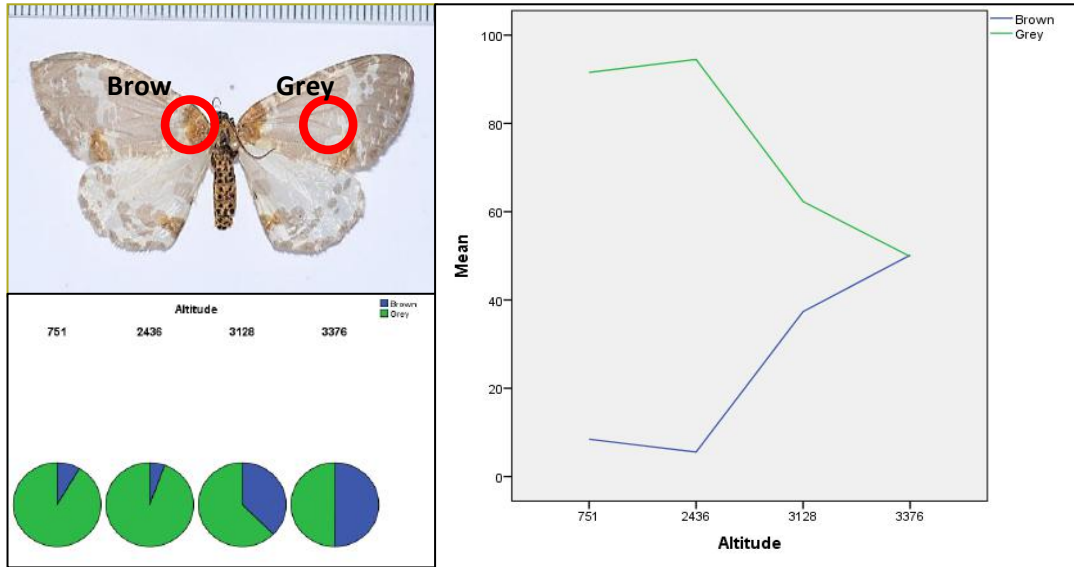 Brow Grey
Altitude
Brown
Grey
751 2436 3128 3376
Brown
Grey
100
80
60
40
20
0
Mean
751 2436 3128 3376
Altitude